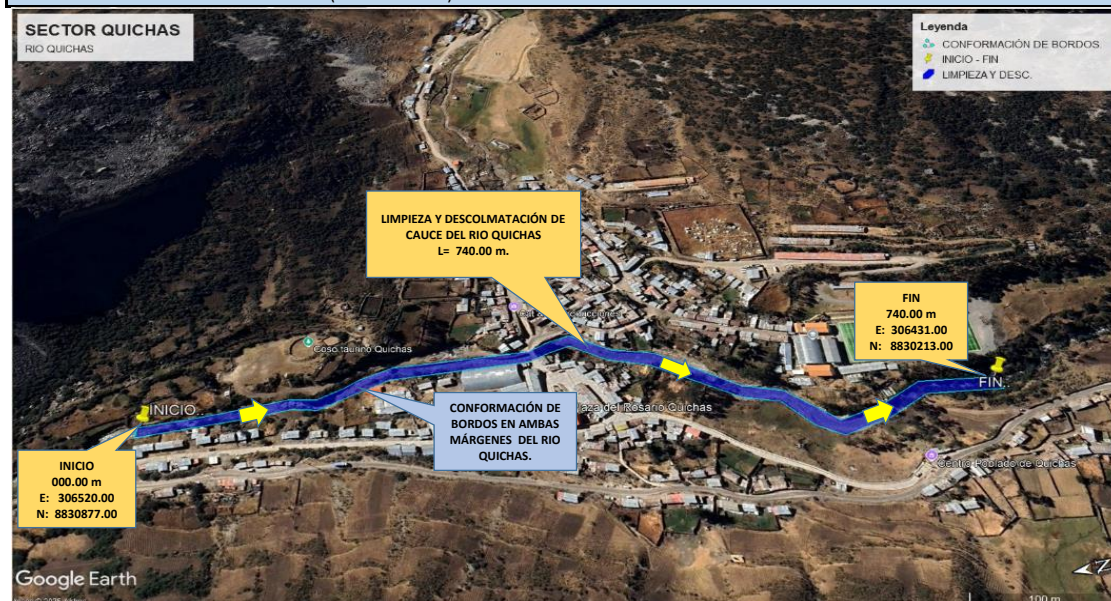 SECTOR QUICHAS
RIO QUICHAS
Leyenda
CONFORMACIÓN DE BORDOS
INICIO - FIN
LIMPIEZA Y DESC.
LIMPIEZA Y DESCOLMATACIÓN DE
CAUCE DEL RIO QUICHAS
L= 740.00 m.
FIN
740.00 m
E: 306431.00
N: 8830213.00
Coso taurino Quichas
FIN..
INICIO..
CONFORMACIÓN DE
BORDOS EN AMBAS
MÁRGENES DEL RIO
QUICHAS.
del Rosario Quichas
Centro Poblado de Quichas
INICIO
000.00 m
E: 306520.00
N: 8830877.00
Google Earth
100 m